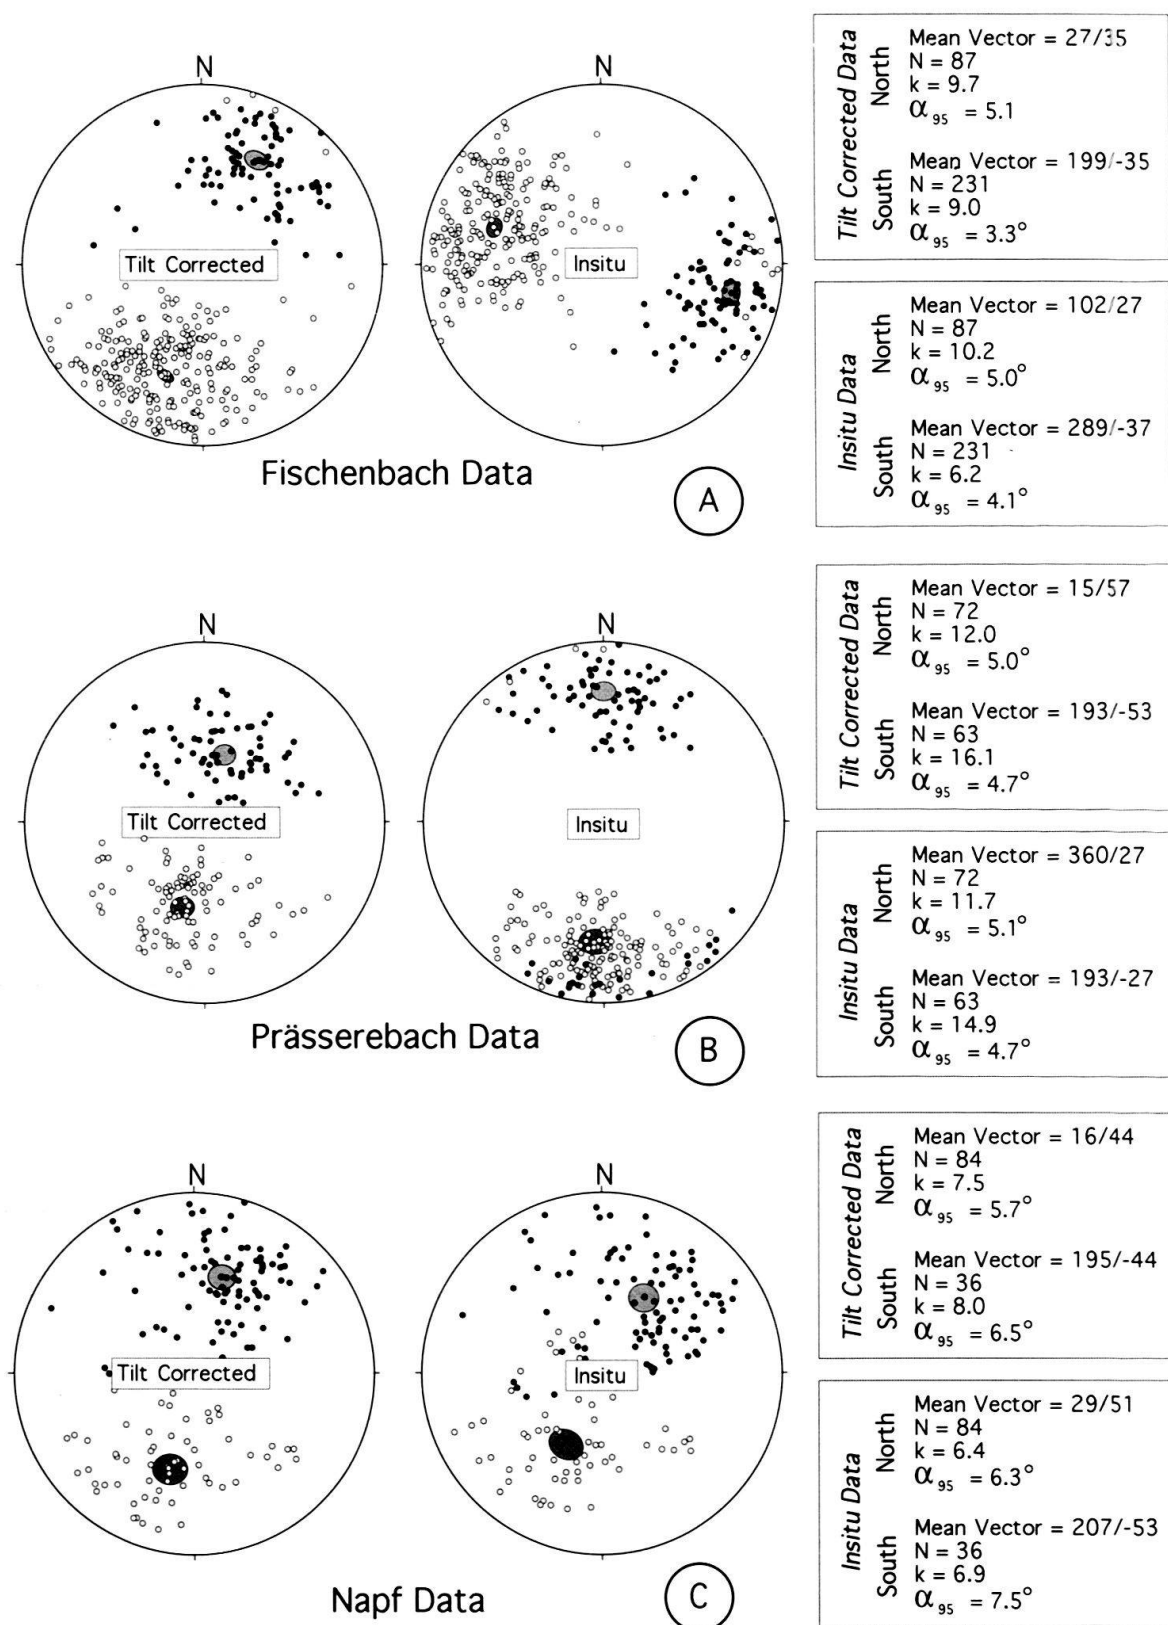 N
N
Tilt Corrected
Insitu
Fischenbach Data
A
Tilt Corrected Data
North
Mean Vector = 27/35
N = 87
k = 9.7
α95 = 5.1
South
Mean Vector = 199/-35
N = 231
k = 9.0
α95 = 3.3°
Insitu Data
North
Mean Vector = 102/27
N = 87
k = 10.2
α95 = 5.0°
South
Mean Vector = 289/-37
N = 231
k = 6.2
α95 = 4.1°
N
N
Tilt Corrected
Insitu
Prässerebach Data
B
Tilt Corrected Data
North
Mean Vector = 15/57
N = 72
k = 12.0
α95 = 5.0°
South
Mean Vector = 193/-53
N = 63
k = 16.1
α95 = 4.7°
Insitu Data
North
Mean Vector = 360/27
N = 72
k = 11.7
α95 = 5.1°
South
Mean Vector = 193/-27
N = 63
k = 14.9
α95 = 4.7°
N
N
Tilt Corrected
Insitu
Napf Data
C
Tilt Corrected Data
North
Mean Vector = 16/44
N = 84
k = 7.5
α95 = 5.7°
South
Mean Vector = 195/-44
N = 36
k = 8.0
α95 = 6.5°
Insitu Data
North
Mean Vector = 29/51
N = 84
k = 6.4
α95 = 6.3°
South
Mean Vector = 207/-53
N = 36
k = 6.9
α95 = 7.5°